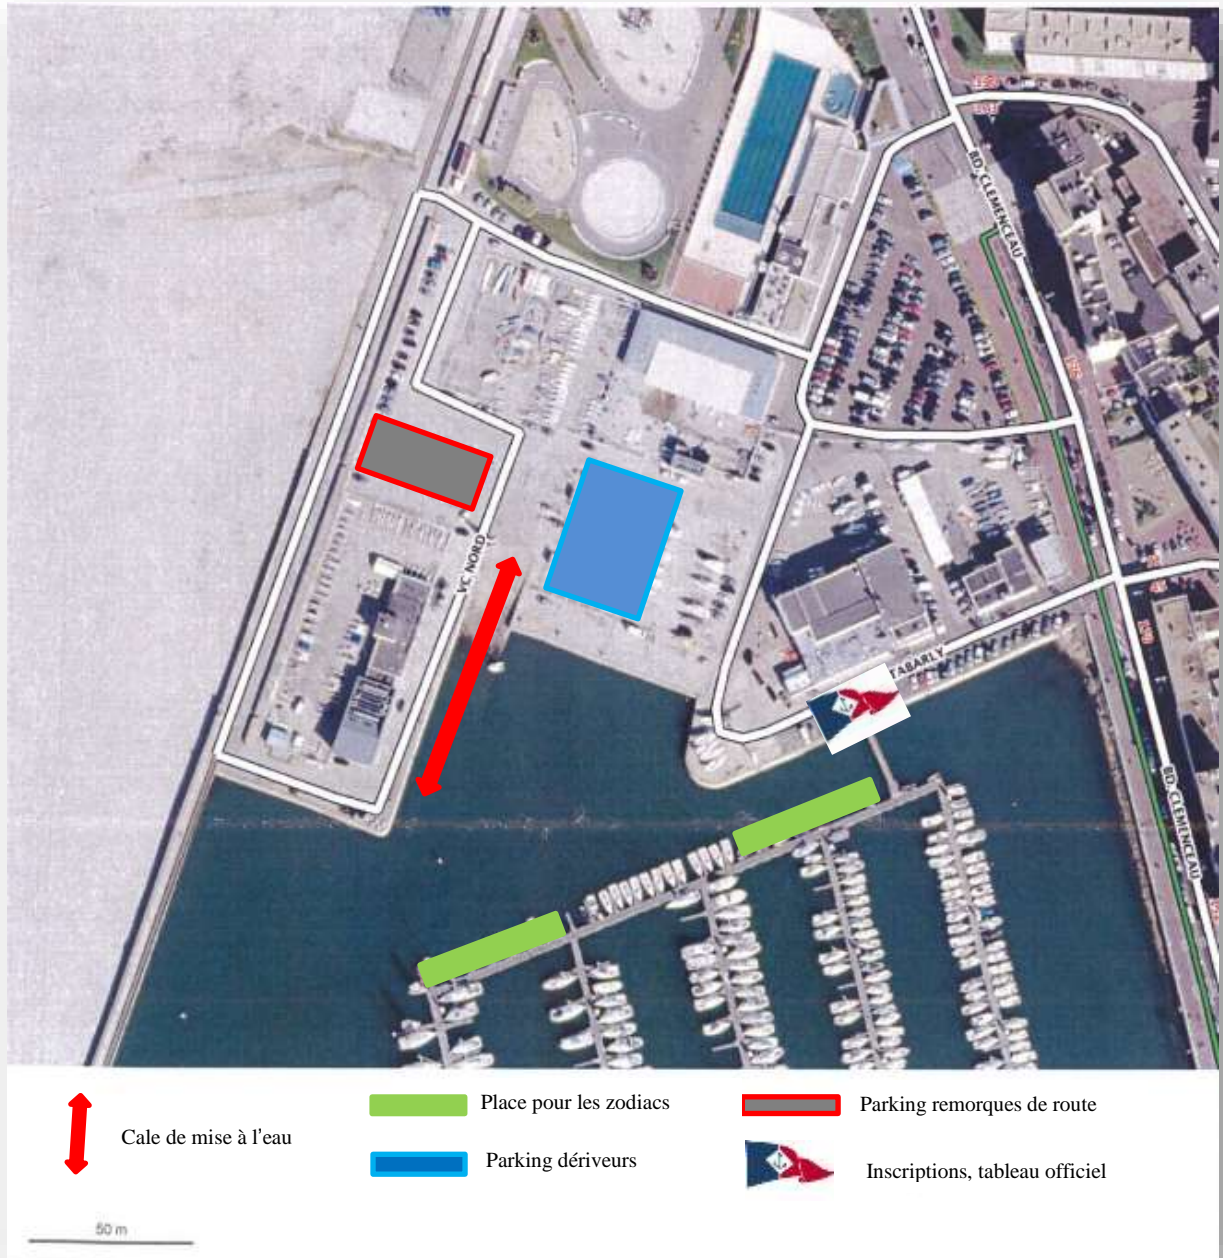 BD. CLEMENCEAU
VC NORD
TABARLY
BD. CLEMENCEAU
Place pour les zodiacs
Parking remorques de route
Cale de mise à l'eau
Parking dériveurs
Inscriptions, tableau officiel
50 m